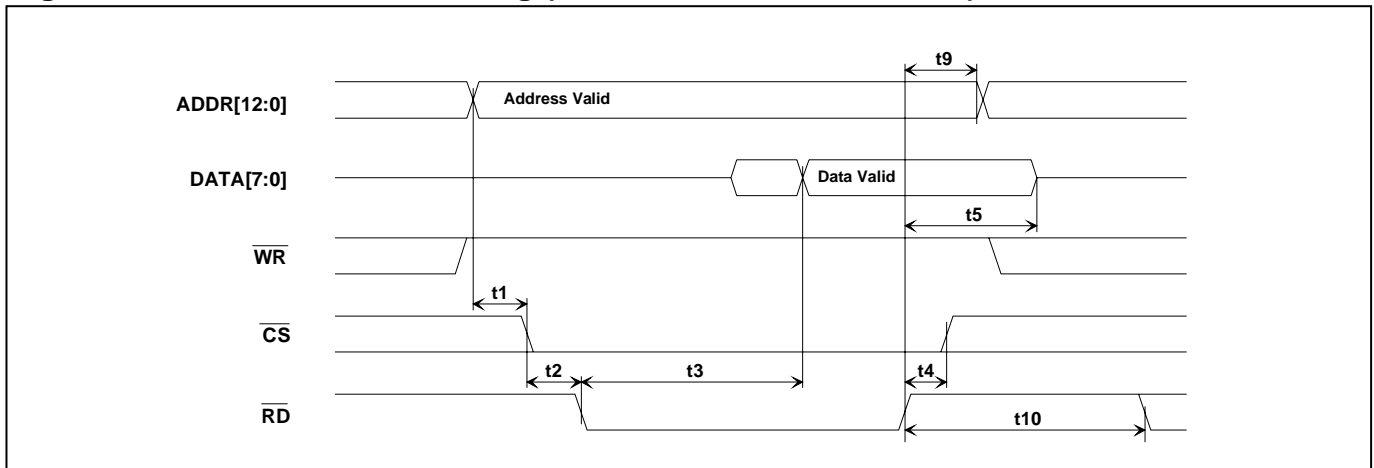 t9
ADDR[12:0]
Address Valid
DATA[7:0]
Data Valid
t5
WR
t1
CS
t2
t3
t4
RD
t10